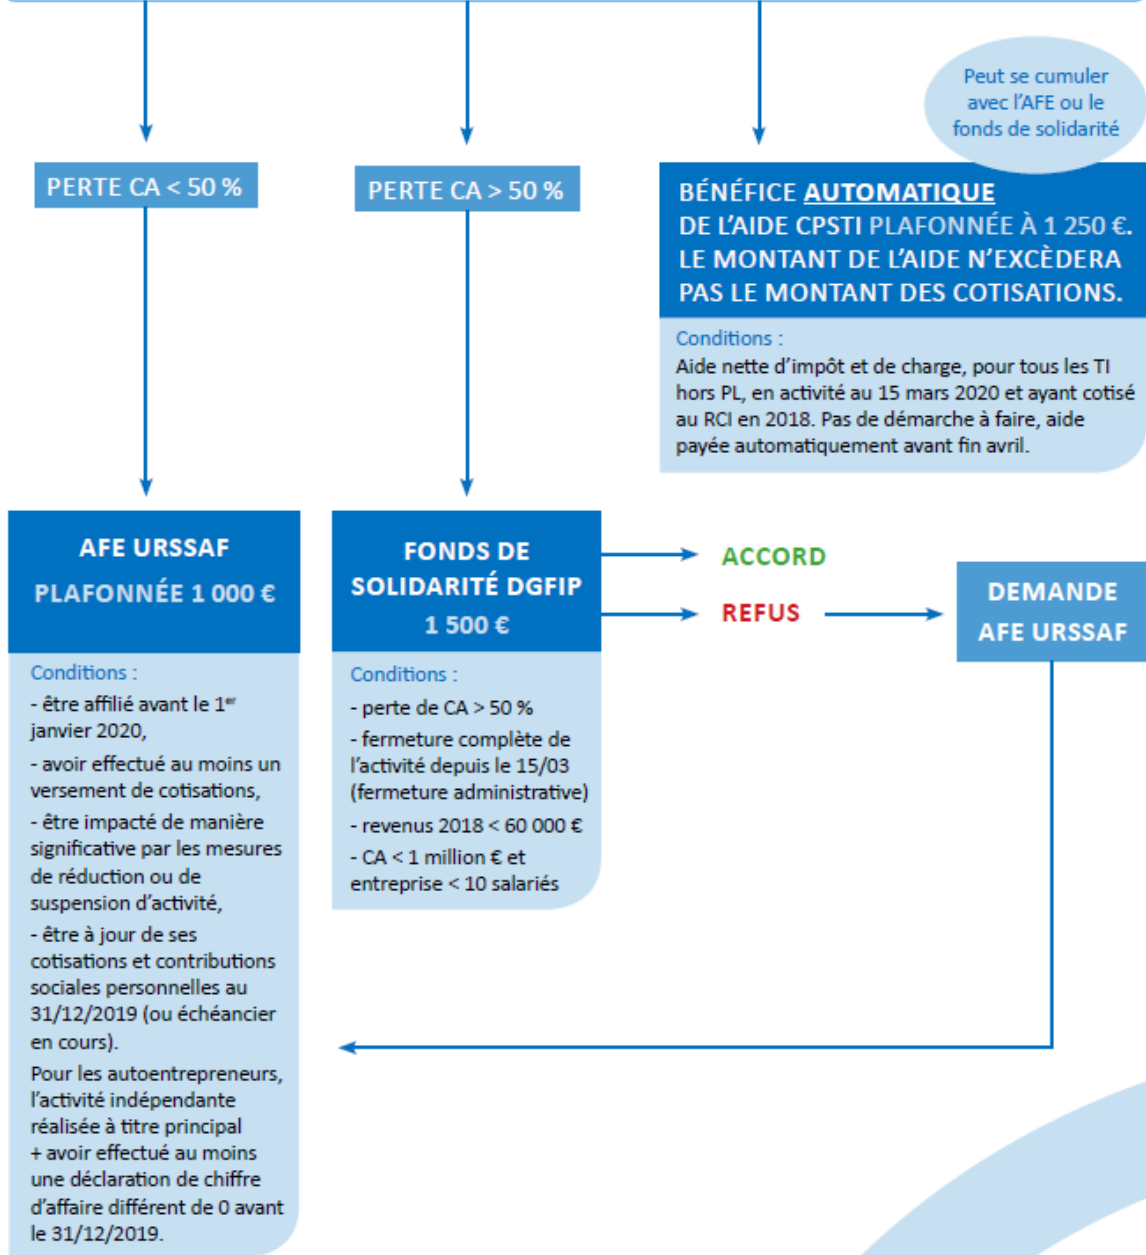 Peut se cumuler
avec l'AFE ou le
fonds de solidarité
PERTE CA < 50 %
PERTE CA > 50 %
BÉNÉFICE AUTOMATIQUE
DE L'AIDE CPSTI PLAFONNÉE À 1 250 €.
LE MONTANT DE L'AIDE N'EXCÈDERA
PAS LE MONTANT DES COTISATIONS.
Conditions :
Aide nette d'impôt et de charge, pour tous les TI
hors PL, en activité au 15 mars 2020 et ayant cotisé
au RCI en 2018. Pas de démarche à faire, aide
payée automatiquement avant fin avril.
AFE URSSAF
PLAFONNÉE 1 000 €
Conditions :
- être affilié avant le 1er
janvier 2020,
- avoir effectué au moins un
versement de cotisations,
- être impacté de manière
significative par les mesures
de réduction ou de
suspension d'activité,
- être à jour de ses
cotisations et contributions
sociales personnelles au
31/12/2019 (ou échéancier
en cours).
Pour les autoentrepreneurs,
l'activité indépendante
réalisée à titre principal
+ avoir effectué au moins
une déclaration de chiffre
d'affaire différent de 0 avant
le 31/12/2019.
FONDS DE
SOLIDARITÉ DGFIP
1 500 €
Conditions :
- perte de CA > 50 %
- fermeture complète de
l'activité depuis le 15/03
(fermeture administrative)
- revenus 2018 < 60 000 €
- CA < 1 million € et
entreprise < 10 salariés
ACCORD
REFUS
DEMANDE
AFE URSSAF